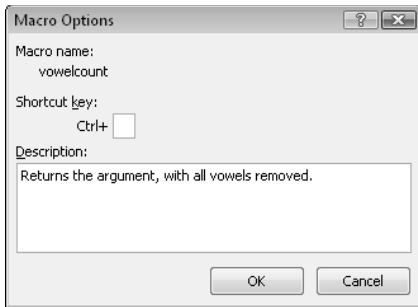 Macro Options
Macro name:
vowelcount
Shortcut key:
Ctrl+
Description:
Returns the argument, with all vowels removed.
OK Cancel